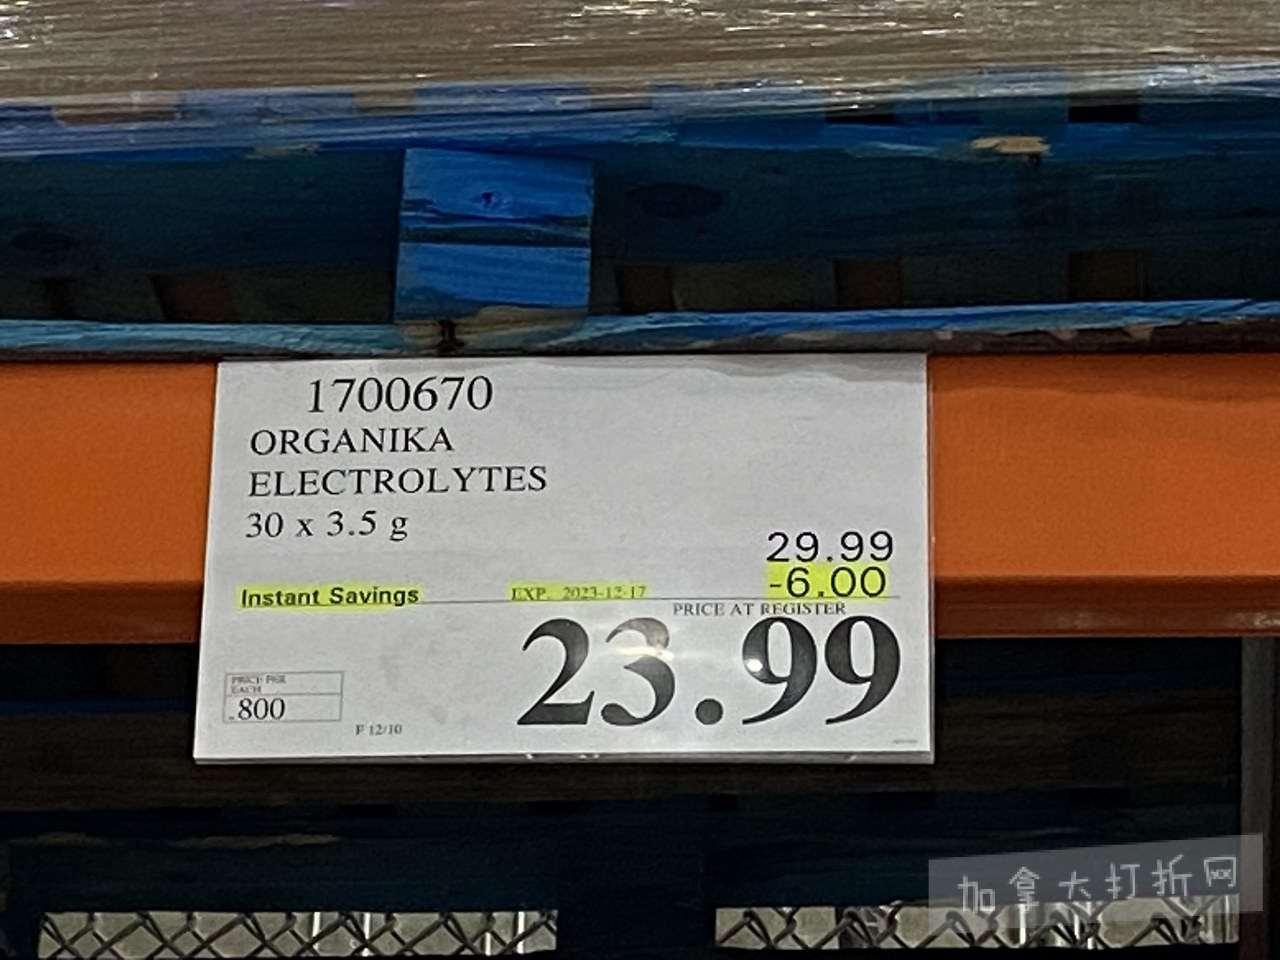 1700670
ORGANIKA
ELECTROLYTES
30 x 3.5 g
29.99
Instant Savings EXP. 2023-12-17 -6.00
PRICE AT REGISTER
23.99
PRICE PER
EACH
.800
F 12/10
加拿大打折网